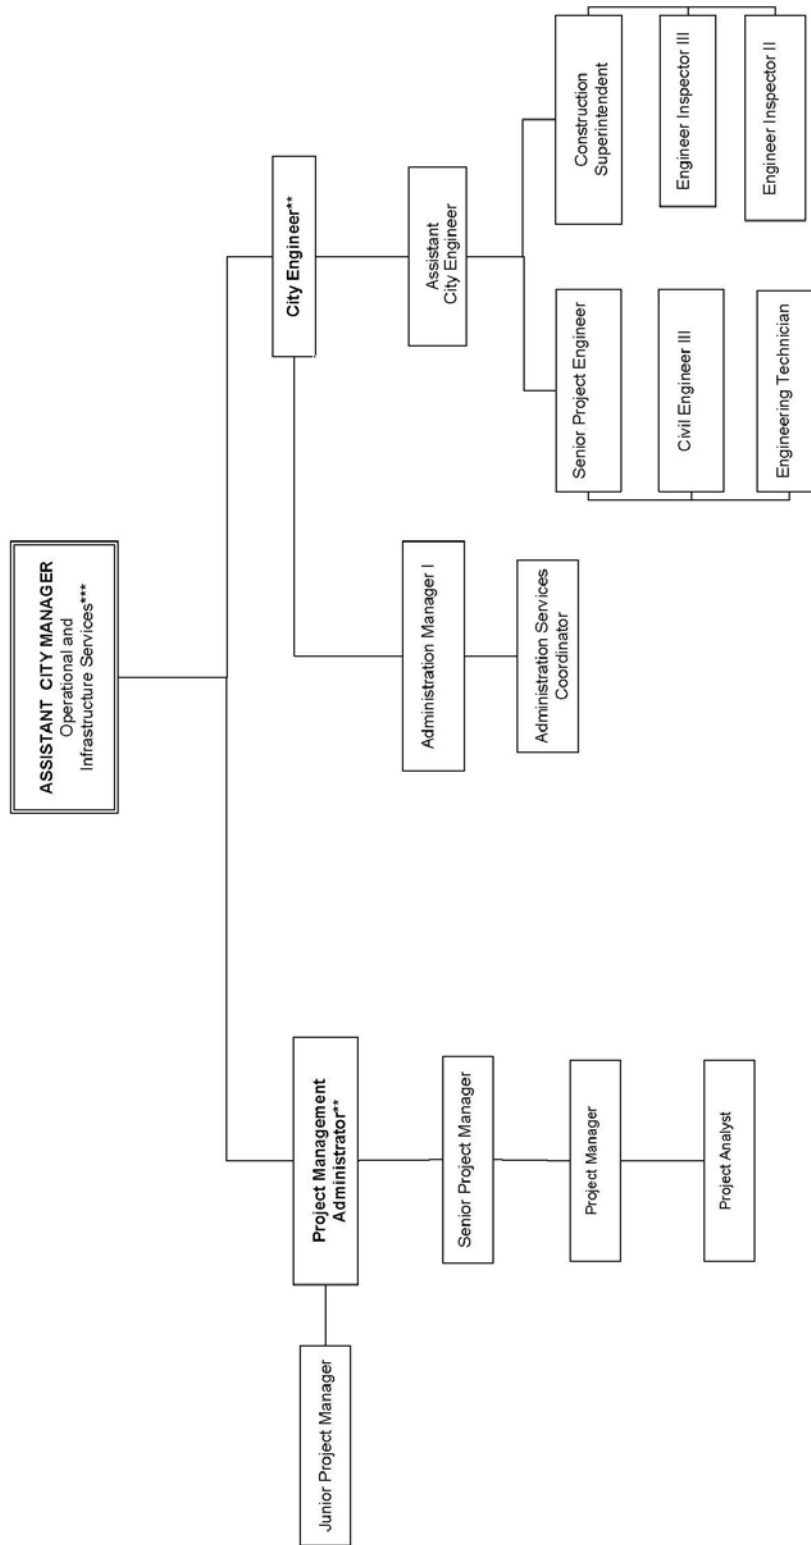 ASSISTANT CITY MANAGER
Operational and
Infrastructure Services***
Project Management
Administrator**
City Engineer**
Junior Project Manager
Senior Project Manager
Administration Manager I
Assistant
City Engineer
Project Manager
Administration Services
Coordinator
Senior Project Engineer
Construction
Superintendent
Project Analyst
Civil Engineer III
Engineer Inspector III
Engineering Technician
Engineer Inspector II